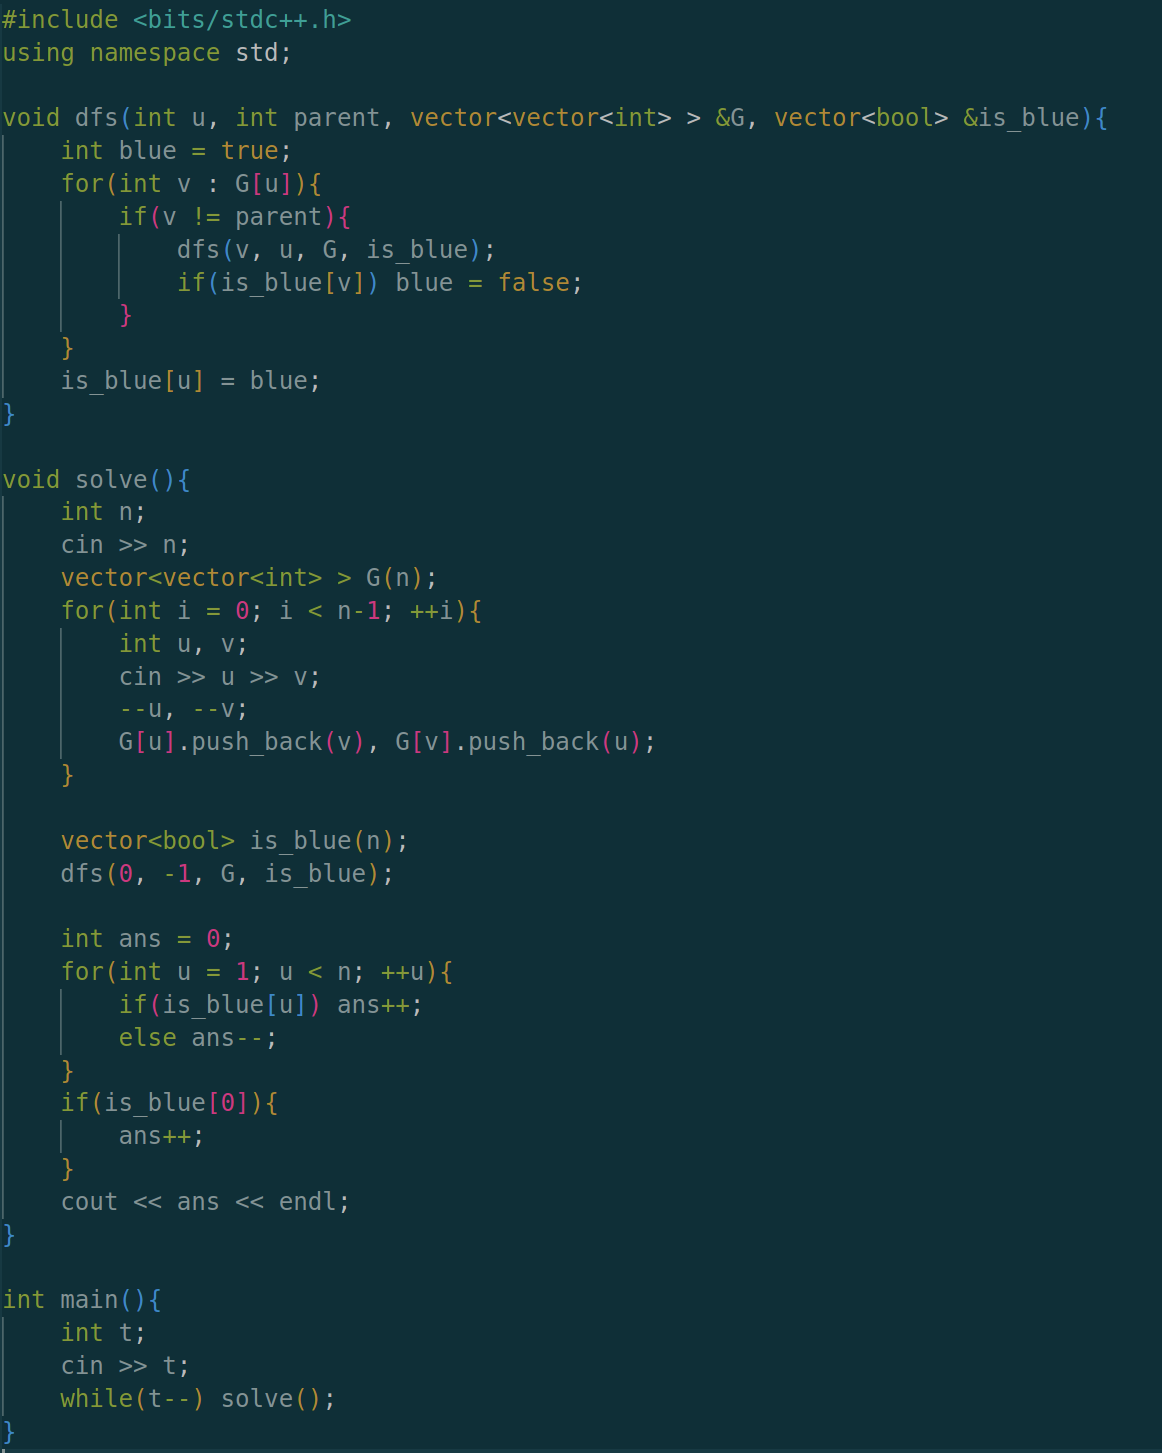 #include <bits/stdc++.h>
using namespace std;

void dfs(int u, int parent, vector<vector<int> > &G, vector<bool> &is_blue){
    int blue = true;
    for(int v : G[u]){
        if(v != parent){
            dfs(v, u, G, is_blue);
            if(is_blue[v]) blue = false;
        }
    }
    is_blue[u] = blue;
}

void solve(){
    int n;
    cin >> n;
    vector<vector<int> > G(n);
    for(int i = 0; i < n-1; ++i){
        int u, v;
        cin >> u >> v;
        --u, --v;
        G[u].push_back(v), G[v].push_back(u);
    }

    vector<bool> is_blue(n);
    dfs(0, -1, G, is_blue);

    int ans = 0;
    for(int u = 1; u < n; ++u){
        if(is_blue[u]) ans++;
        else ans--;
    }
    if(is_blue[0]){
        ans++;
    }
    cout << ans << endl;
}

int main(){
    int t;
    cin >> t;
    while(t--) solve();
}